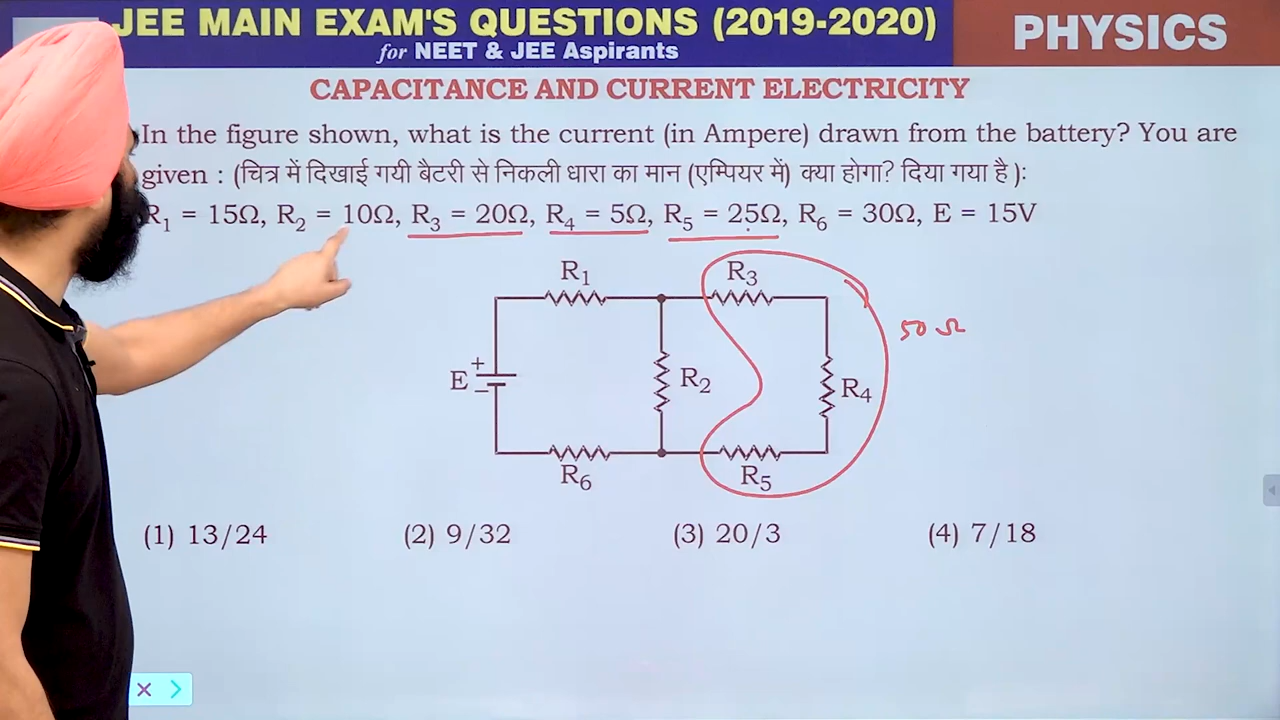 JEE MAIN EXAM'S QUESTIONS (2019-2020)
for NEET & JEE Aspirants
PHYSICS
CAPACITANCE AND CURRENT ELECTRICITY
In the figure shown, what is the current (in Ampere) drawn from the battery? You are
given : (चित्र में दिखाई गयी बैटरी से निकली धारा का मान (एम्पियर में) क्या होगा? दिया गया है ):
R₁ = 15Ω, R₂ = 10Ω, R₃ = 20Ω, R₄ = 5Ω, R₅ = 25Ω, R₆ = 30Ω, E = 15V
R₁
R₃
50 Ω
+
E
−
R₂
R₄
R₆
R₅
(1) 13/24 (2) 9/32 (3) 20/3 (4) 7/18